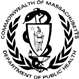 COMMONWEALTH OF MASSACHUSETTS
DEPARTMENT OF PUBLIC HEALTH